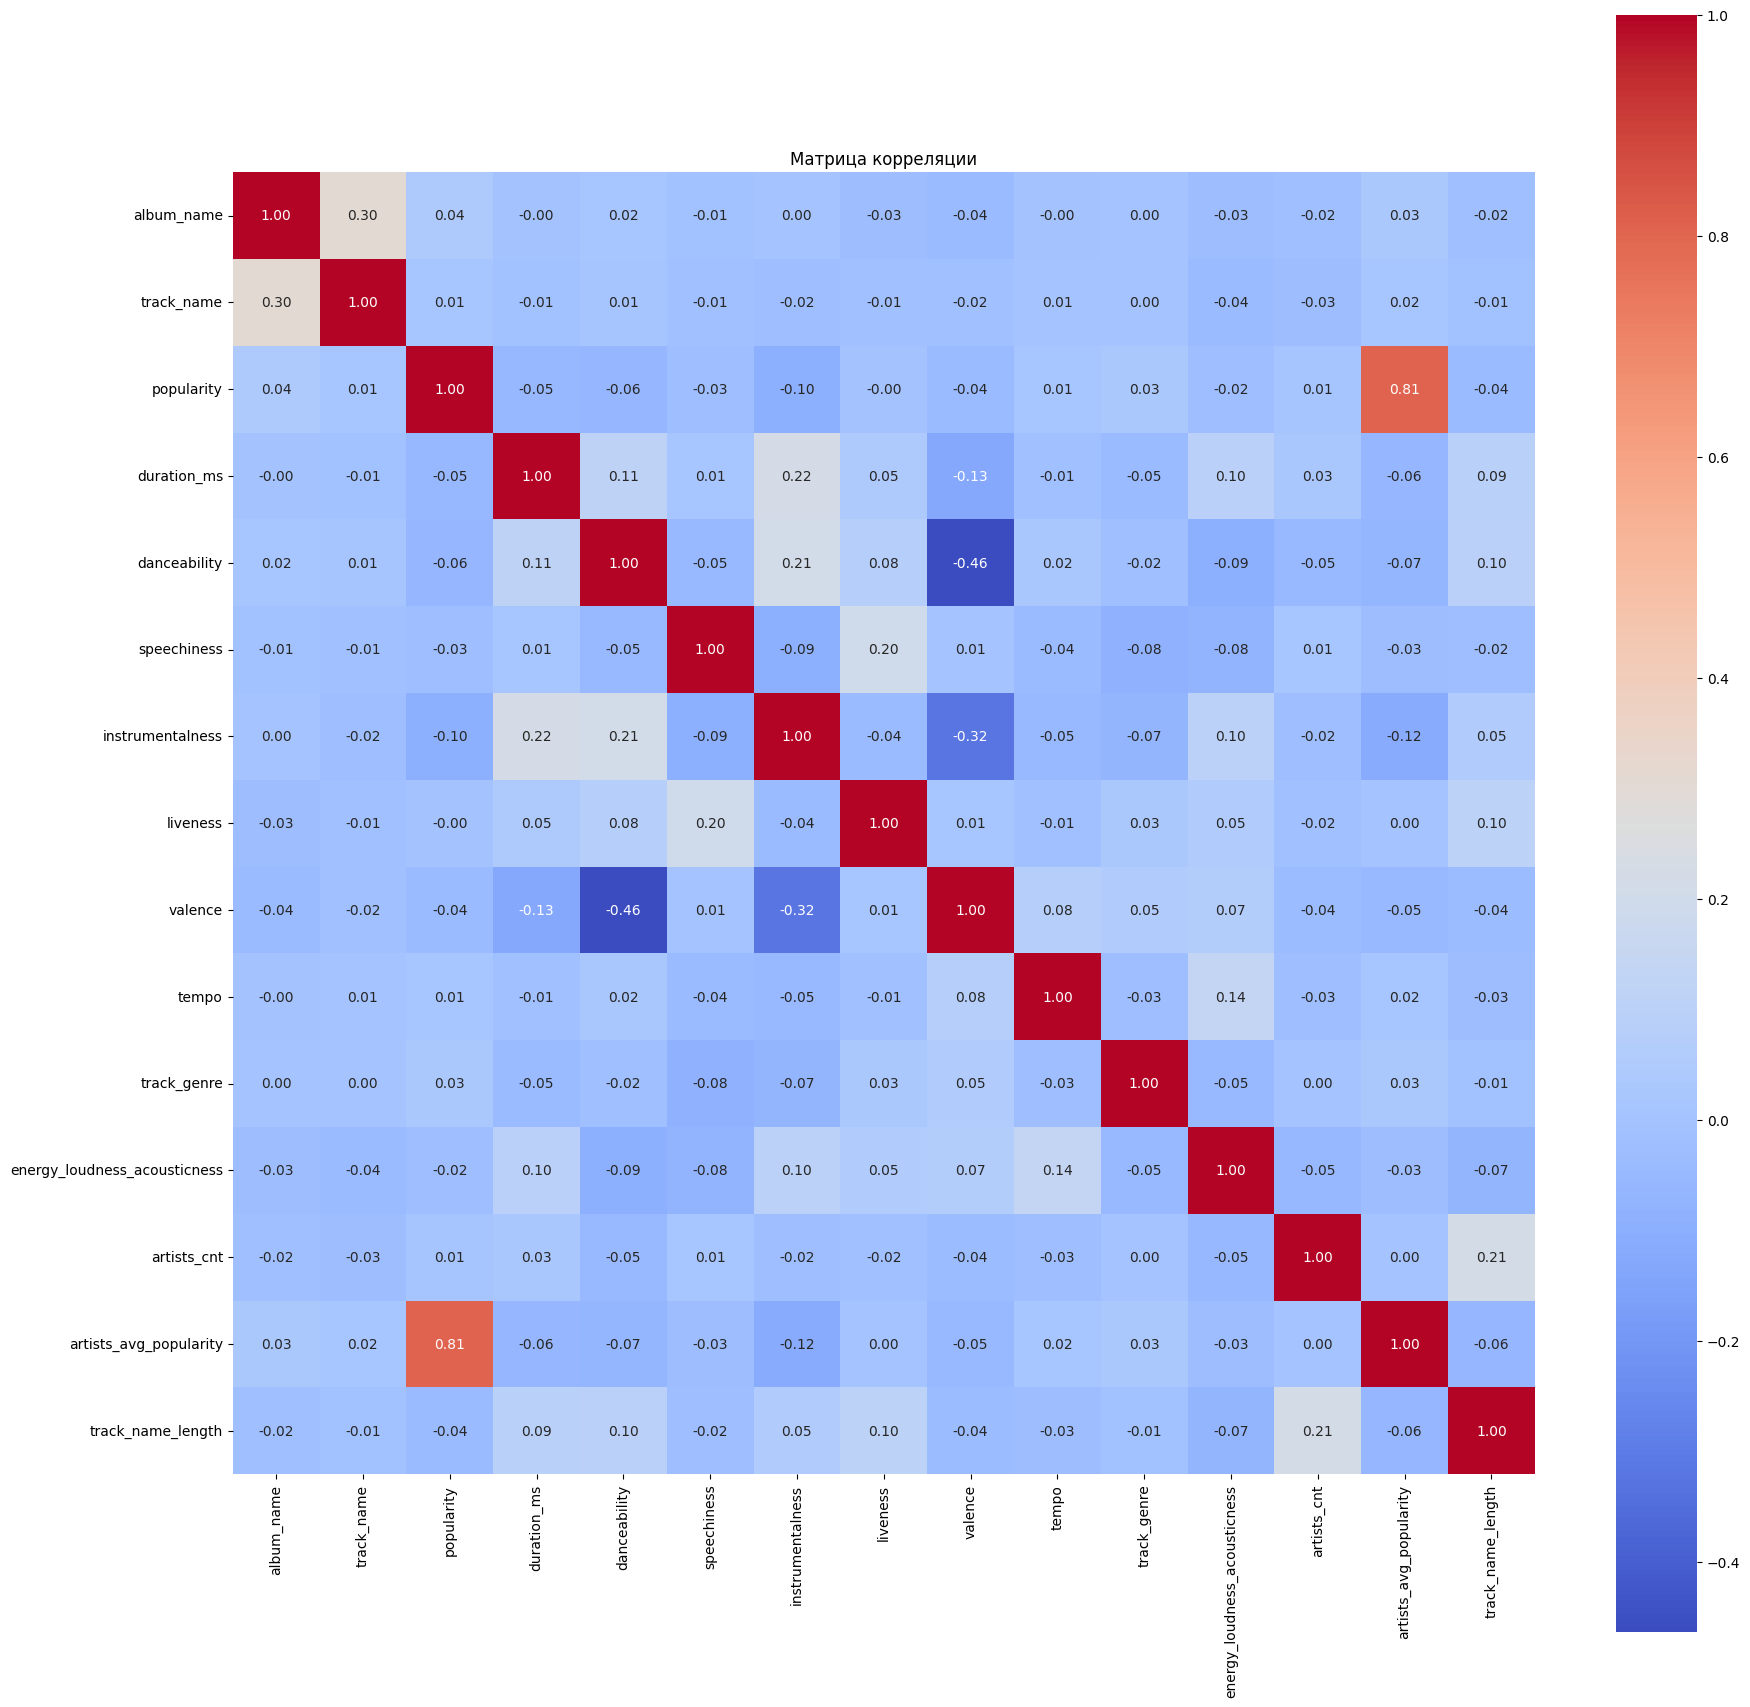 Матрица корреляции
album_name 1.00 0.30 0.04 -0.00 0.02 -0.01 0.00 -0.03 -0.04 -0.00 0.00 -0.03 -0.02 0.03 -0.02
track_name 0.30 1.00 0.01 -0.01 0.01 -0.01 -0.02 -0.01 -0.02 0.01 0.00 -0.04 -0.03 0.02 -0.01
popularity 0.04 0.01 1.00 -0.05 -0.06 -0.03 -0.10 -0.00 -0.04 0.01 0.03 -0.02 0.01 0.81 -0.04
duration_ms -0.00 -0.01 -0.05 1.00 0.11 0.01 0.22 0.05 -0.13 -0.01 -0.05 0.10 0.03 -0.06 0.09
danceability 0.02 0.01 -0.06 0.11 1.00 -0.05 0.21 0.08 -0.46 0.02 -0.02 -0.09 -0.05 -0.07 0.10
speechiness -0.01 -0.01 -0.03 0.01 -0.05 1.00 -0.09 0.20 0.01 -0.04 -0.08 -0.08 0.01 -0.03 -0.02
instrumentalness 0.00 -0.02 -0.10 0.22 0.21 -0.09 1.00 -0.04 -0.32 -0.05 -0.07 0.10 -0.02 -0.12 0.05
liveness -0.03 -0.01 -0.00 0.05 0.08 0.20 -0.04 1.00 0.01 -0.01 0.03 0.05 -0.02 0.00 0.10
valence -0.04 -0.02 -0.04 -0.13 -0.46 0.01 -0.32 0.01 1.00 0.08 0.05 0.07 -0.04 -0.05 -0.04
tempo -0.00 0.01 0.01 -0.01 0.02 -0.04 -0.05 -0.01 0.08 1.00 -0.03 0.14 -0.03 0.02 -0.03
track_genre 0.00 0.00 0.03 -0.05 -0.02 -0.08 -0.07 0.03 0.05 -0.03 1.00 -0.05 0.00 0.03 -0.01
energy_loudness_acousticness -0.03 -0.04 -0.02 0.10 -0.09 -0.08 0.10 0.05 0.07 0.14 -0.05 1.00 -0.05 -0.03 -0.07
artists_cnt -0.02 -0.03 0.01 0.03 -0.05 0.01 -0.02 -0.02 -0.04 -0.03 0.00 -0.05 1.00 0.00 0.21
artists_avg_popularity 0.03 0.02 0.81 -0.06 -0.07 -0.03 -0.12 0.00 -0.05 0.02 0.03 -0.03 0.00 1.00 -0.06
track_name_length -0.02 -0.01 -0.04 0.09 0.10 -0.02 0.05 0.10 -0.04 -0.03 -0.01 -0.07 0.21 -0.06 1.00
album_name
track_name
popularity
duration_ms
danceability
speechiness
instrumentalness
liveness
valence
tempo
track_genre
energy_loudness_acousticness
artists_cnt
artists_avg_popularity
track_name_length
1.0
0.8
0.6
0.4
0.2
0.0
−0.2
−0.4